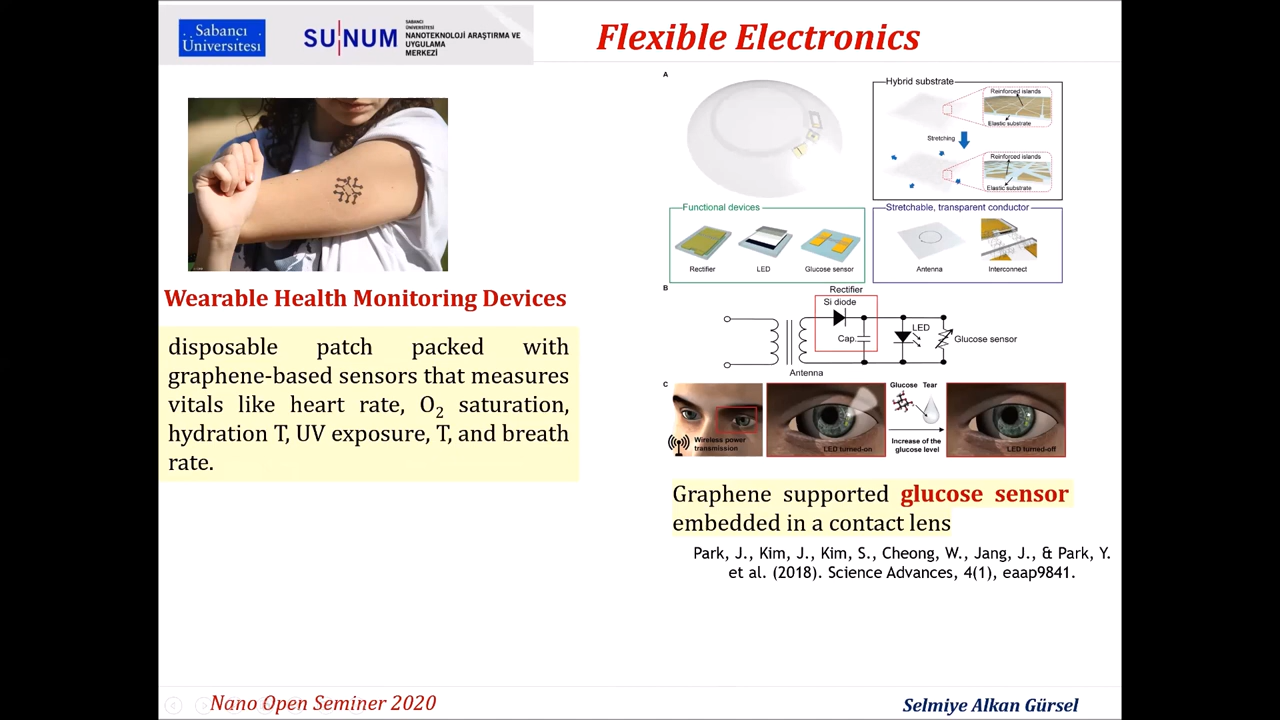 Sabancı
Üniversitesi
SUNUM
SABANCI
ÜNİVERSİTESİ
NANOTEKNOLOJİ ARAŞTIRMA VE
UYGULAMA
MERKEZİ
Flexible Electronics
Wearable Health Monitoring Devices
disposable patch packed with
graphene-based sensors that measures
vitals like heart rate, O2 saturation,
hydration T, UV exposure, T, and breath
rate.
A
Hybrid substrate
Reinforced islands
Elastic substrate
Stretching
Reinforced islands
Elastic substrate
Functional devices
Rectifier
LED
Glucose sensor
Stretchable, transparent conductor
Antenna
Interconnect
B
Rectifier
Si diode
Cap.
LED
Glucose sensor
Antenna
C
Wireless power
transmission
LED turned-on
Glucose Tear
Increase of the
glucose level
LED turned-off
Graphene supported glucose sensor
embedded in a contact lens
Park, J., Kim, J., Kim, S., Cheong, W., Jang, J., & Park, Y.
et al. (2018). Science Advances, 4(1), eaap9841.
Nano Open Seminer 2020
Selmiye Alkan Gürsel